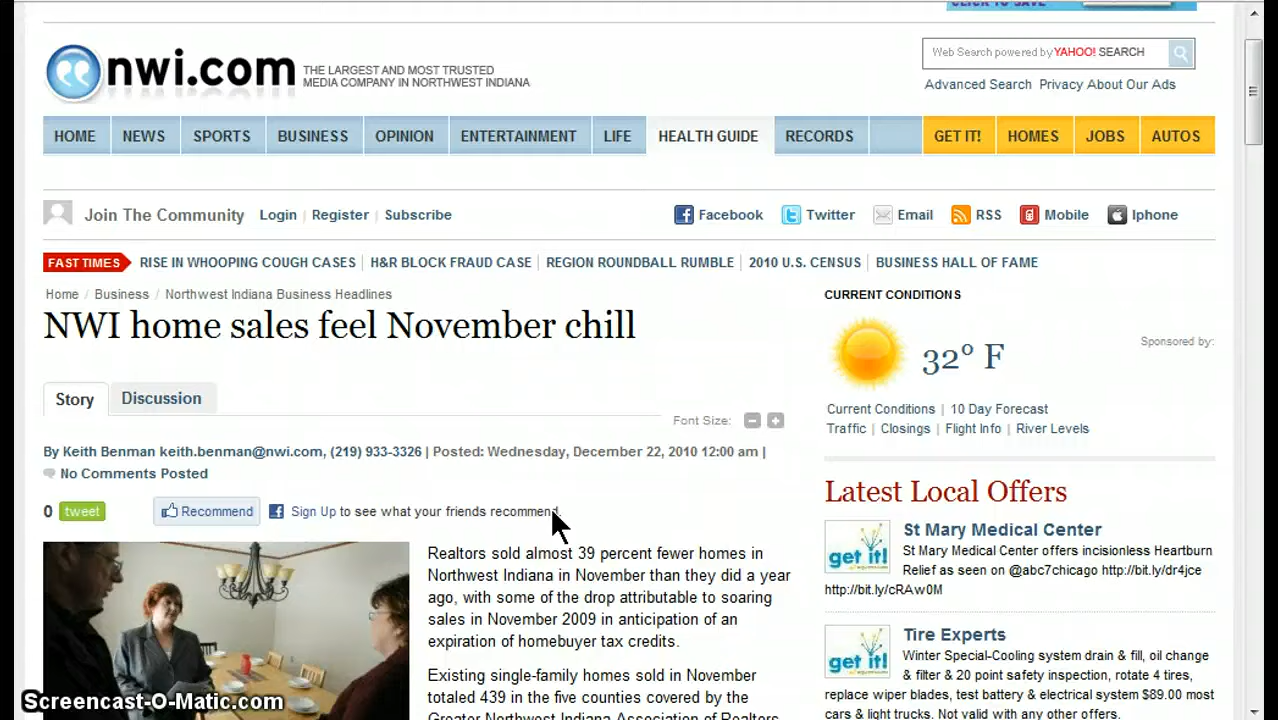 CLICK TO SAVE
nwi.com
THE LARGEST AND MOST TRUSTED
MEDIA COMPANY IN NORTHWEST INDIANA
Web Search powered by YAHOO! SEARCH
Advanced Search Privacy About Our Ads
HOME NEWS SPORTS BUSINESS OPINION ENTERTAINMENT LIFE HEALTH GUIDE RECORDS GET IT! HOMES JOBS AUTOS
Join The Community Login | Register | Subscribe
Facebook Twitter Email RSS Mobile Iphone
FAST TIMES RISE IN WHOOPING COUGH CASES | H&R BLOCK FRAUD CASE | REGION ROUNDBALL RUMBLE | 2010 U.S. CENSUS | BUSINESS HALL OF FAME
Home / Business / Northwest Indiana Business Headlines
NWI home sales feel November chill
Story Discussion
Font Size:
By Keith Benman keith.benman@nwi.com, (219) 933-3326 | Posted: Wednesday, December 22, 2010 12:00 am |
No Comments Posted
0 tweet Recommend Sign Up to see what your friends recommend.
Realtors sold almost 39 percent fewer homes in
Northwest Indiana in November than they did a year
ago, with some of the drop attributable to soaring
sales in November 2009 in anticipation of an
expiration of homebuyer tax credits.
Existing single-family homes sold in November
totaled 439 in the five counties covered by the
Greater Northwest Indiana Association of Realtors
CURRENT CONDITIONS
32° F
Sponsored by:
Current Conditions | 10 Day Forecast
Traffic | Closings | Flight Info | River Levels
Latest Local Offers
get it!
St Mary Medical Center
St Mary Medical Center offers incisionless Heartburn
Relief as seen on @abc7chicago http://bit.ly/dr4jce
http://bit.ly/cRAw0M
get it!
Tire Experts
Winter Special-Cooling system drain & fill, oil change
& filter & 20 point safety inspection, rotate 4 tires,
replace wiper blades, test battery & electrical system $89.00 most
cars & light trucks. Not valid with any other offers.
Screencast-O-Matic.com